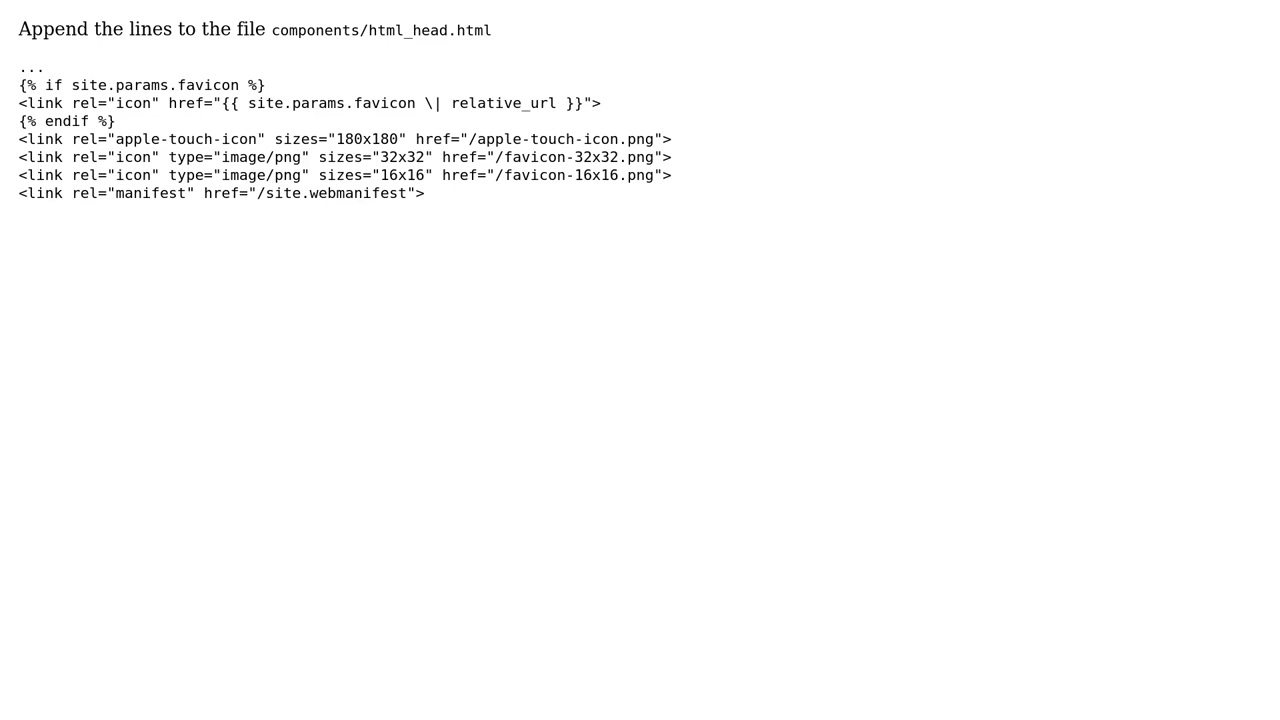 Append the lines to the file components/html_head.html
...
{% if site.params.favicon %}
<link rel="icon" href="{{ site.params.favicon \| relative_url }}">
{% endif %}
<link rel="apple-touch-icon" sizes="180x180" href="/apple-touch-icon.png">
<link rel="icon" type="image/png" sizes="32x32" href="/favicon-32x32.png">
<link rel="icon" type="image/png" sizes="16x16" href="/favicon-16x16.png">
<link rel="manifest" href="/site.webmanifest">